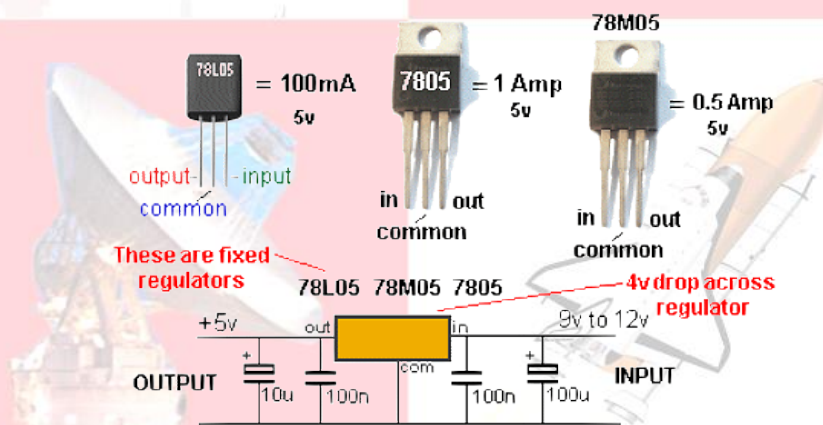 78M05
78L05
= 100mA
5v
7805
= 1 Amp
5v
= 0.5 Amp
5v
output
input
common
in
out
common
in
out
common
These are fixed
regulators
78L05 78M05 7805
4v drop across
regulator
+5v
out
in
9v to 12v
com
OUTPUT
+
10u
100n
100n
+
100u
INPUT